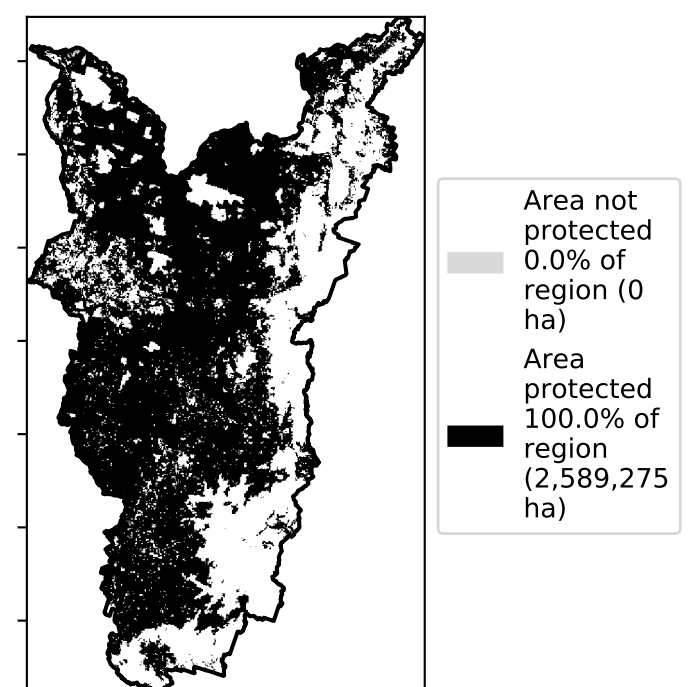 Area not
protected
0.0% of
region (0
ha)
Area
protected
100.0% of
region
(2,589,275
ha)